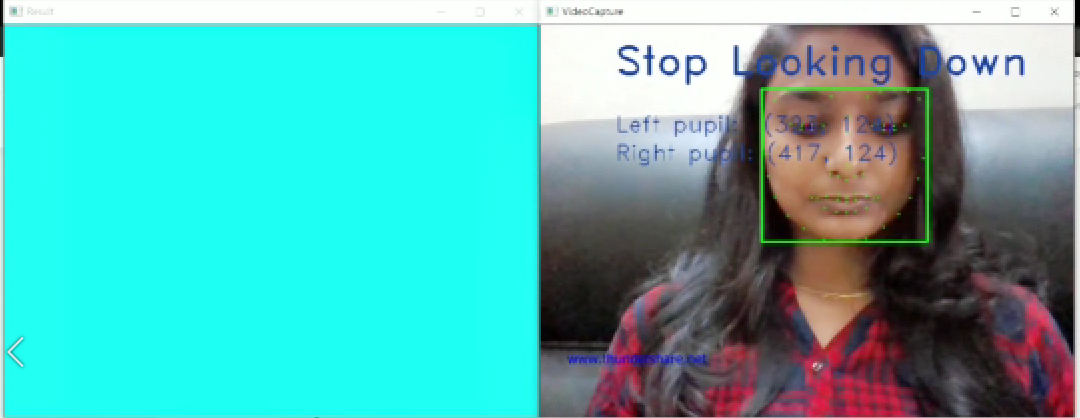 Result
VideoCapture
Stop Looking Down
Left pupil:
Right pupil: (417, 124)
www.thundershare.net